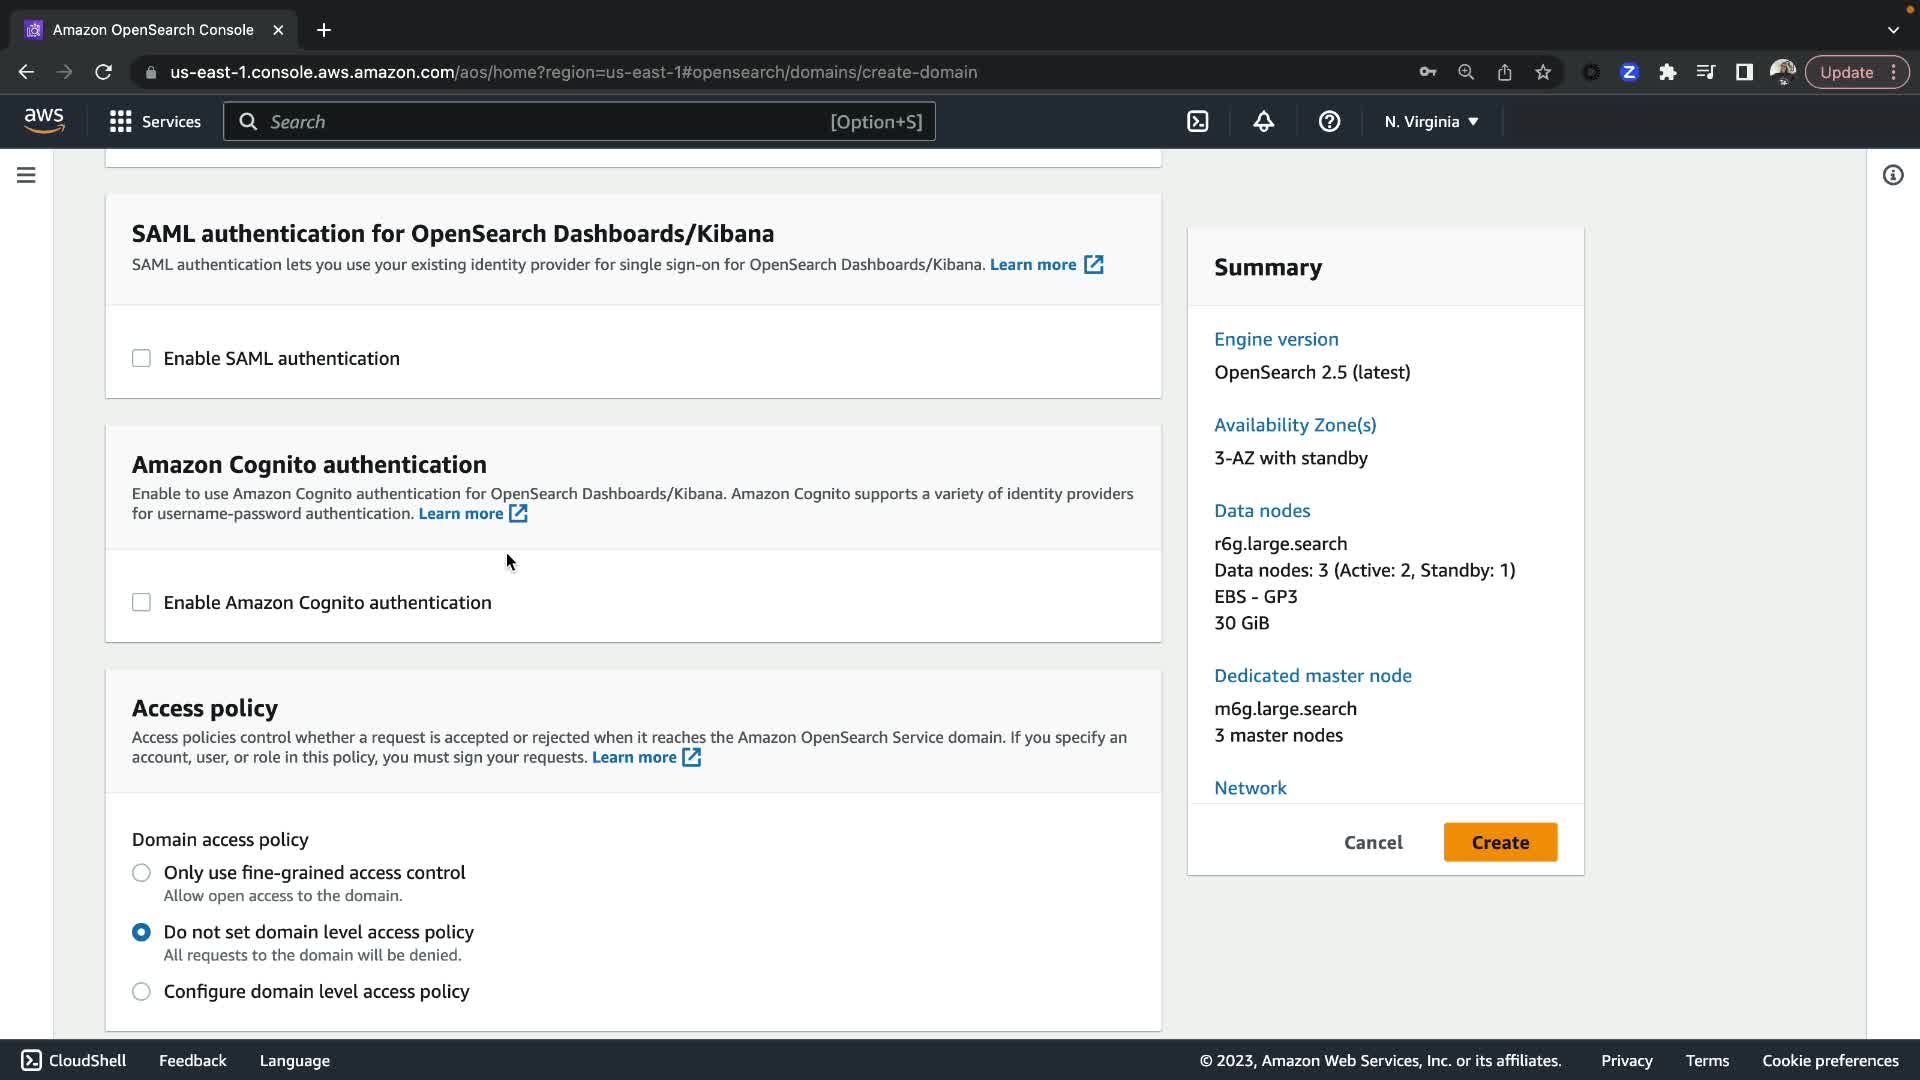 Amazon OpenSearch Console
us-east-1.console.aws.amazon.com/aos/home?region=us-east-1#opensearch/domains/create-domain
Z
Update
aws
Services
Search
[Option+S]
N. Virginia
SAML authentication for OpenSearch Dashboards/Kibana
SAML authentication lets you use your existing identity provider for single sign-on for OpenSearch Dashboards/Kibana. Learn more
Enable SAML authentication
Amazon Cognito authentication
Enable to use Amazon Cognito authentication for OpenSearch Dashboards/Kibana. Amazon Cognito supports a variety of identity providers
for username-password authentication. Learn more
Enable Amazon Cognito authentication
Access policy
Access policies control whether a request is accepted or rejected when it reaches the Amazon OpenSearch Service domain. If you specify an
account, user, or role in this policy, you must sign your requests. Learn more
Domain access policy
Only use fine-grained access control
Allow open access to the domain.
Do not set domain level access policy
All requests to the domain will be denied.
Configure domain level access policy
Summary
Engine version
OpenSearch 2.5 (latest)
Availability Zone(s)
3-AZ with standby
Data nodes
r6g.large.search
Data nodes: 3 (Active: 2, Standby: 1)
EBS - GP3
30 GiB
Dedicated master node
m6g.large.search
3 master nodes
Network
Cancel
Create
CloudShell
Feedback
Language
© 2023, Amazon Web Services, Inc. or its affiliates.
Privacy
Terms
Cookie preferences